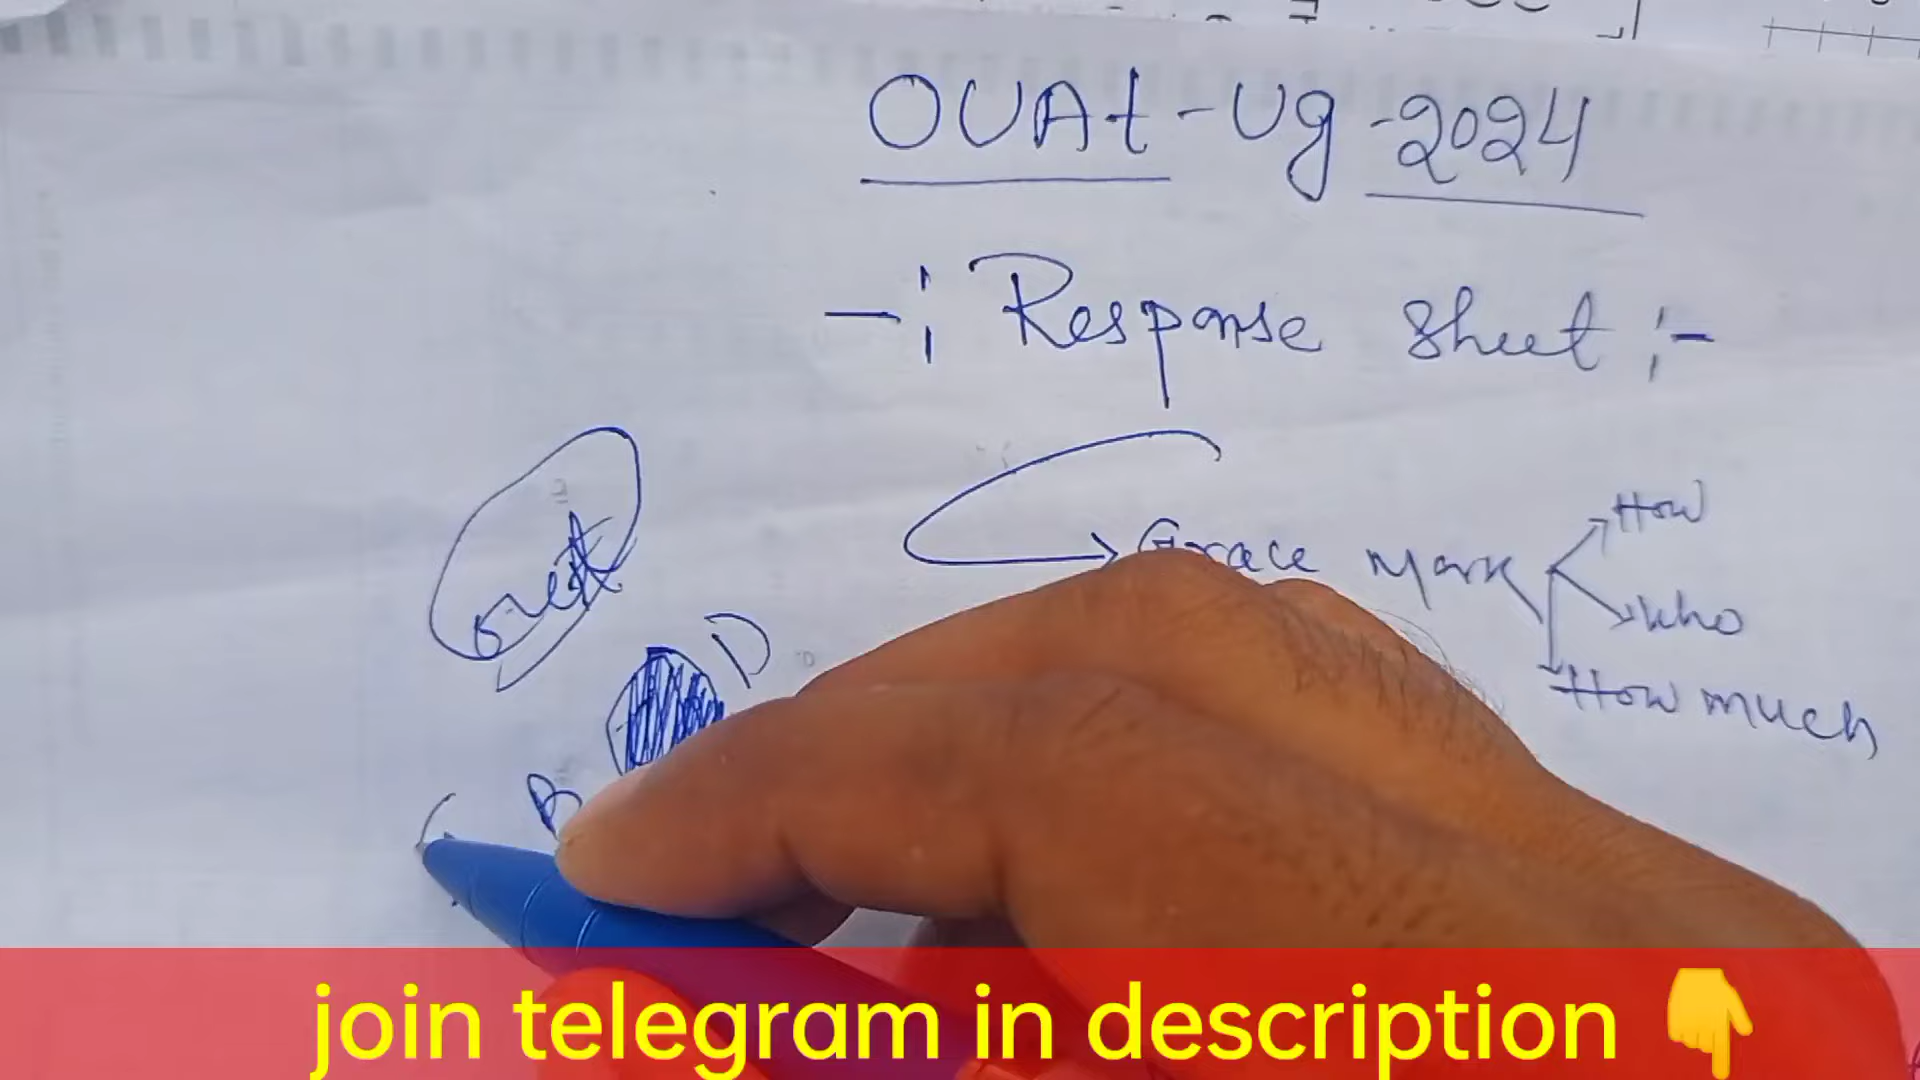 OUAt-Ug-2024
-: Response Sheet :-
Grace Mark
How
Who
How much
D
B
join telegram in description 👇